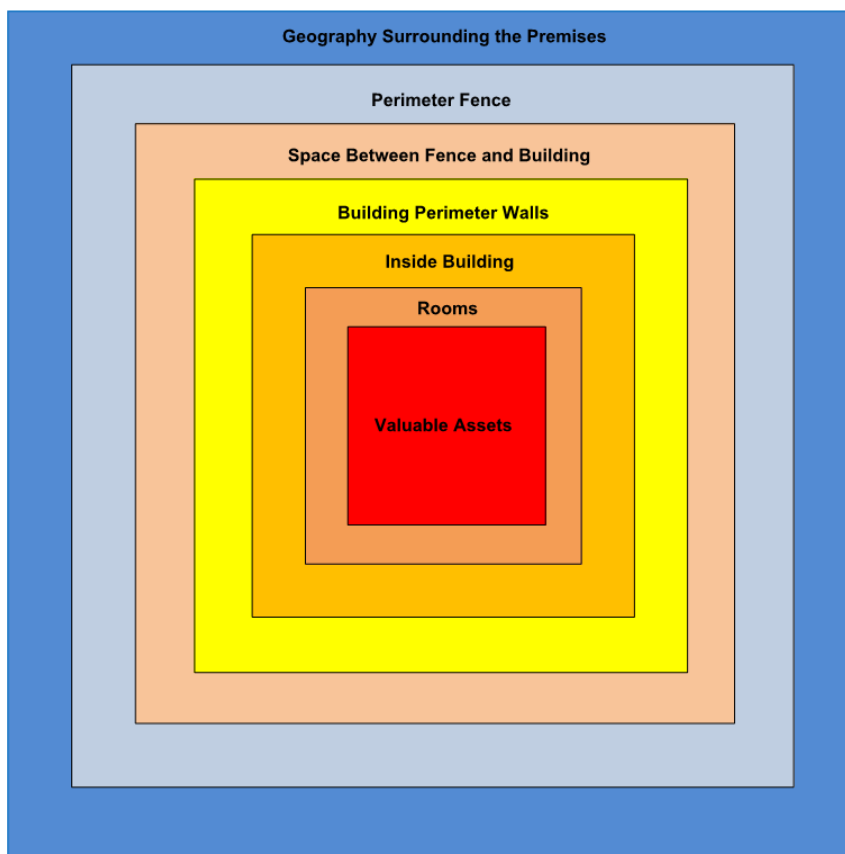 Geography Surrounding the Premises
Perimeter Fence
Space Between Fence and Building
Building Perimeter Walls
Inside Building
Rooms
Valuable Assets